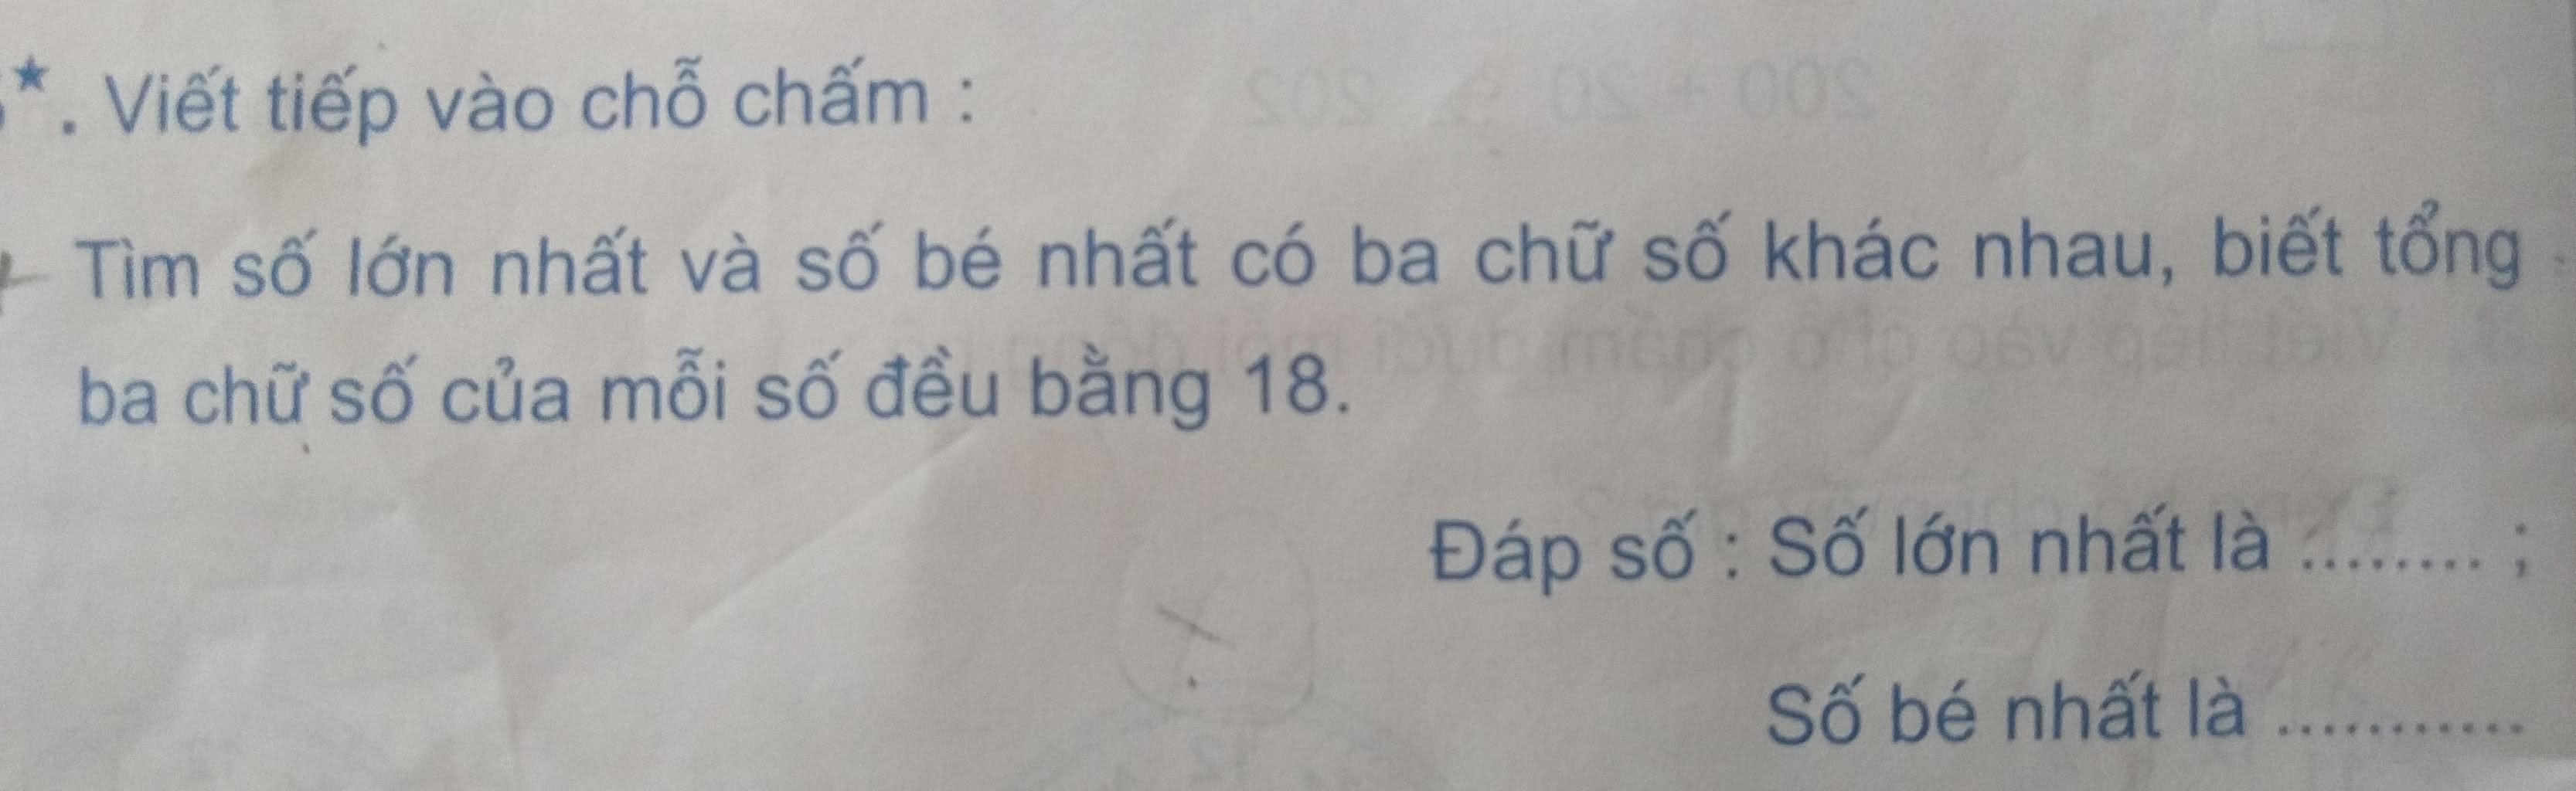 ★. Viết tiếp vào chỗ chấm :
Tìm số lớn nhất và số bé nhất có ba chữ số khác nhau, biết tổng
ba chữ số của mỗi số đều bằng 18.
Đáp số : Số lớn nhất là ........ ;
Số bé nhất là ...........